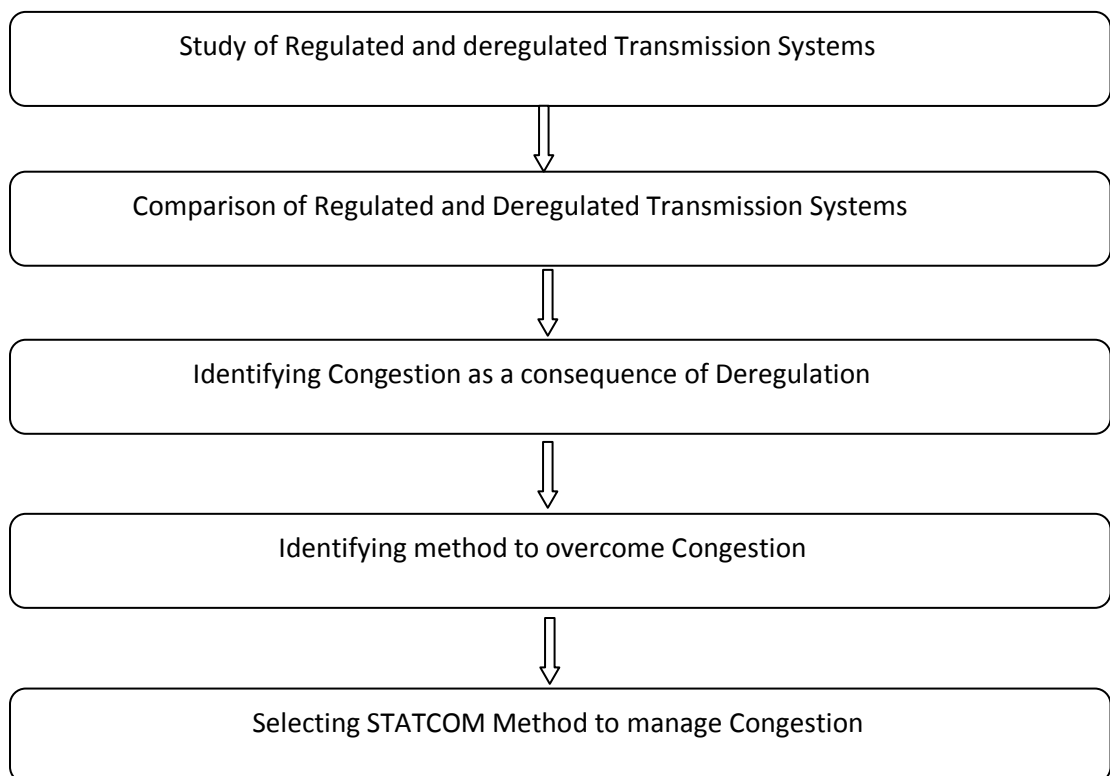 Study of Regulated and deregulated Transmission Systems
Comparison of Regulated and Deregulated Transmission Systems
Identifying Congestion as a consequence of Deregulation
Identifying method to overcome Congestion
Selecting STATCOM Method to manage Congestion